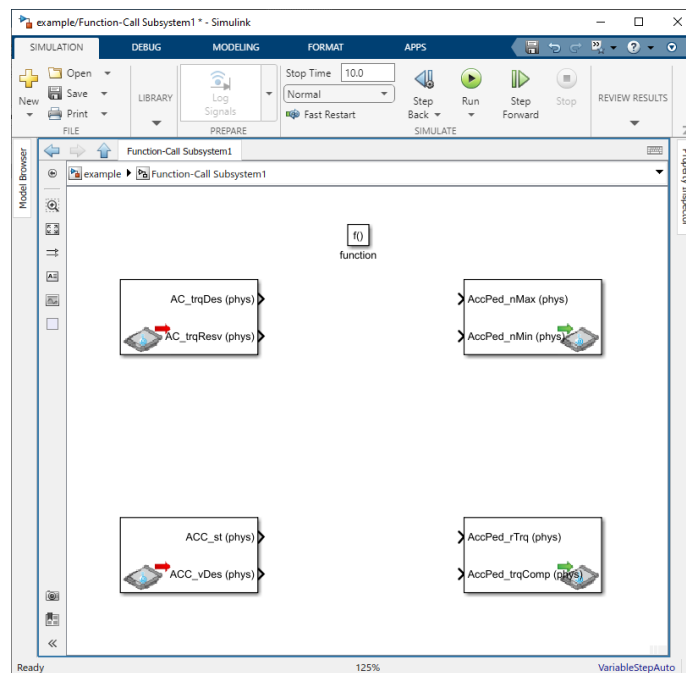 example/Function-Call Subsystem1 * - Simulink
SIMULATION DEBUG MODELING FORMAT APPS
New
Open
Save
Print
FILE
LIBRARY
Log
Signals
PREPARE
Stop Time 10.0
Normal
Fast Restart
Step
Back
Run
Step
Forward
Stop
SIMULATE
REVIEW RESULTS
Model Browser
Function-Call Subsystem1
Property Inspector
example Function-Call Subsystem1
f()
function
AC_trqDes (phys)
AC_trqResv (phys)
AccPed_nMax (phys)
AccPed_nMin (phys)
ACC_st (phys)
ACC_vDes (phys)
AccPed_rTrq (phys)
AccPed_trqComp (phys)
Ready 125% VariableStepAuto